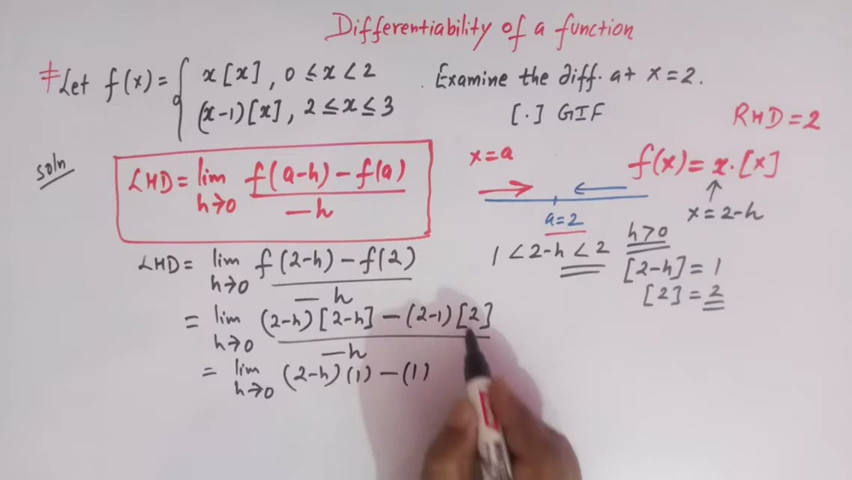 Differentiability of a function
≠ Let f(x) = { x[x], 0 ≤ x < 2 . Examine the diff. at x=2.
(x-1)[x], 2 ≤ x ≤ 3 [·] GIF
RHD = 2
soln
LHD = lim h→0 f(a-h) - f(a) / -h
x=a
f(x) = x·[x]
a=2
x=2-h
LHD = lim h→0 f(2-h) - f(2) / -h
1 < 2-h < 2 h>0
[2-h] = 1
[2] = 2
= lim h→0 (2-h)[2-h] - (2-1)[2] / -h
= lim h→0 (2-h)(1) - (1)